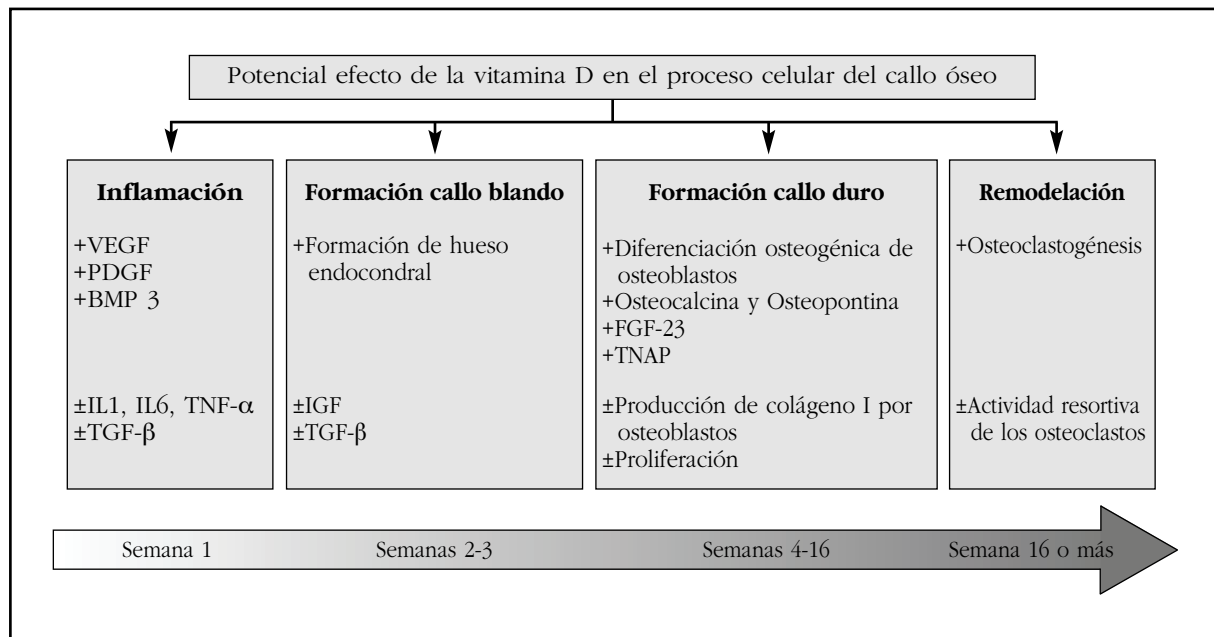 Potencial efecto de la vitamina D en el proceso celular del callo óseo
Inflamación
+VEGF
+PDGF
+BMP 3
±IL1, IL6, TNF-α
±TGF-β
Formación callo blando
+Formación de hueso
endocondral
±IGF
±TGF-β
Formación callo duro
+Diferenciación osteogénica de
osteoblastos
+Osteocalcina y Osteopontina
+FGF-23
+TNAP
±Producción de colágeno I por
osteoblastos
±Proliferación
Remodelación
+Osteoclastogénesis
±Actividad resortiva
de los osteoclastos
Semana 1
Semanas 2-3
Semanas 4-16
Semana 16 o más